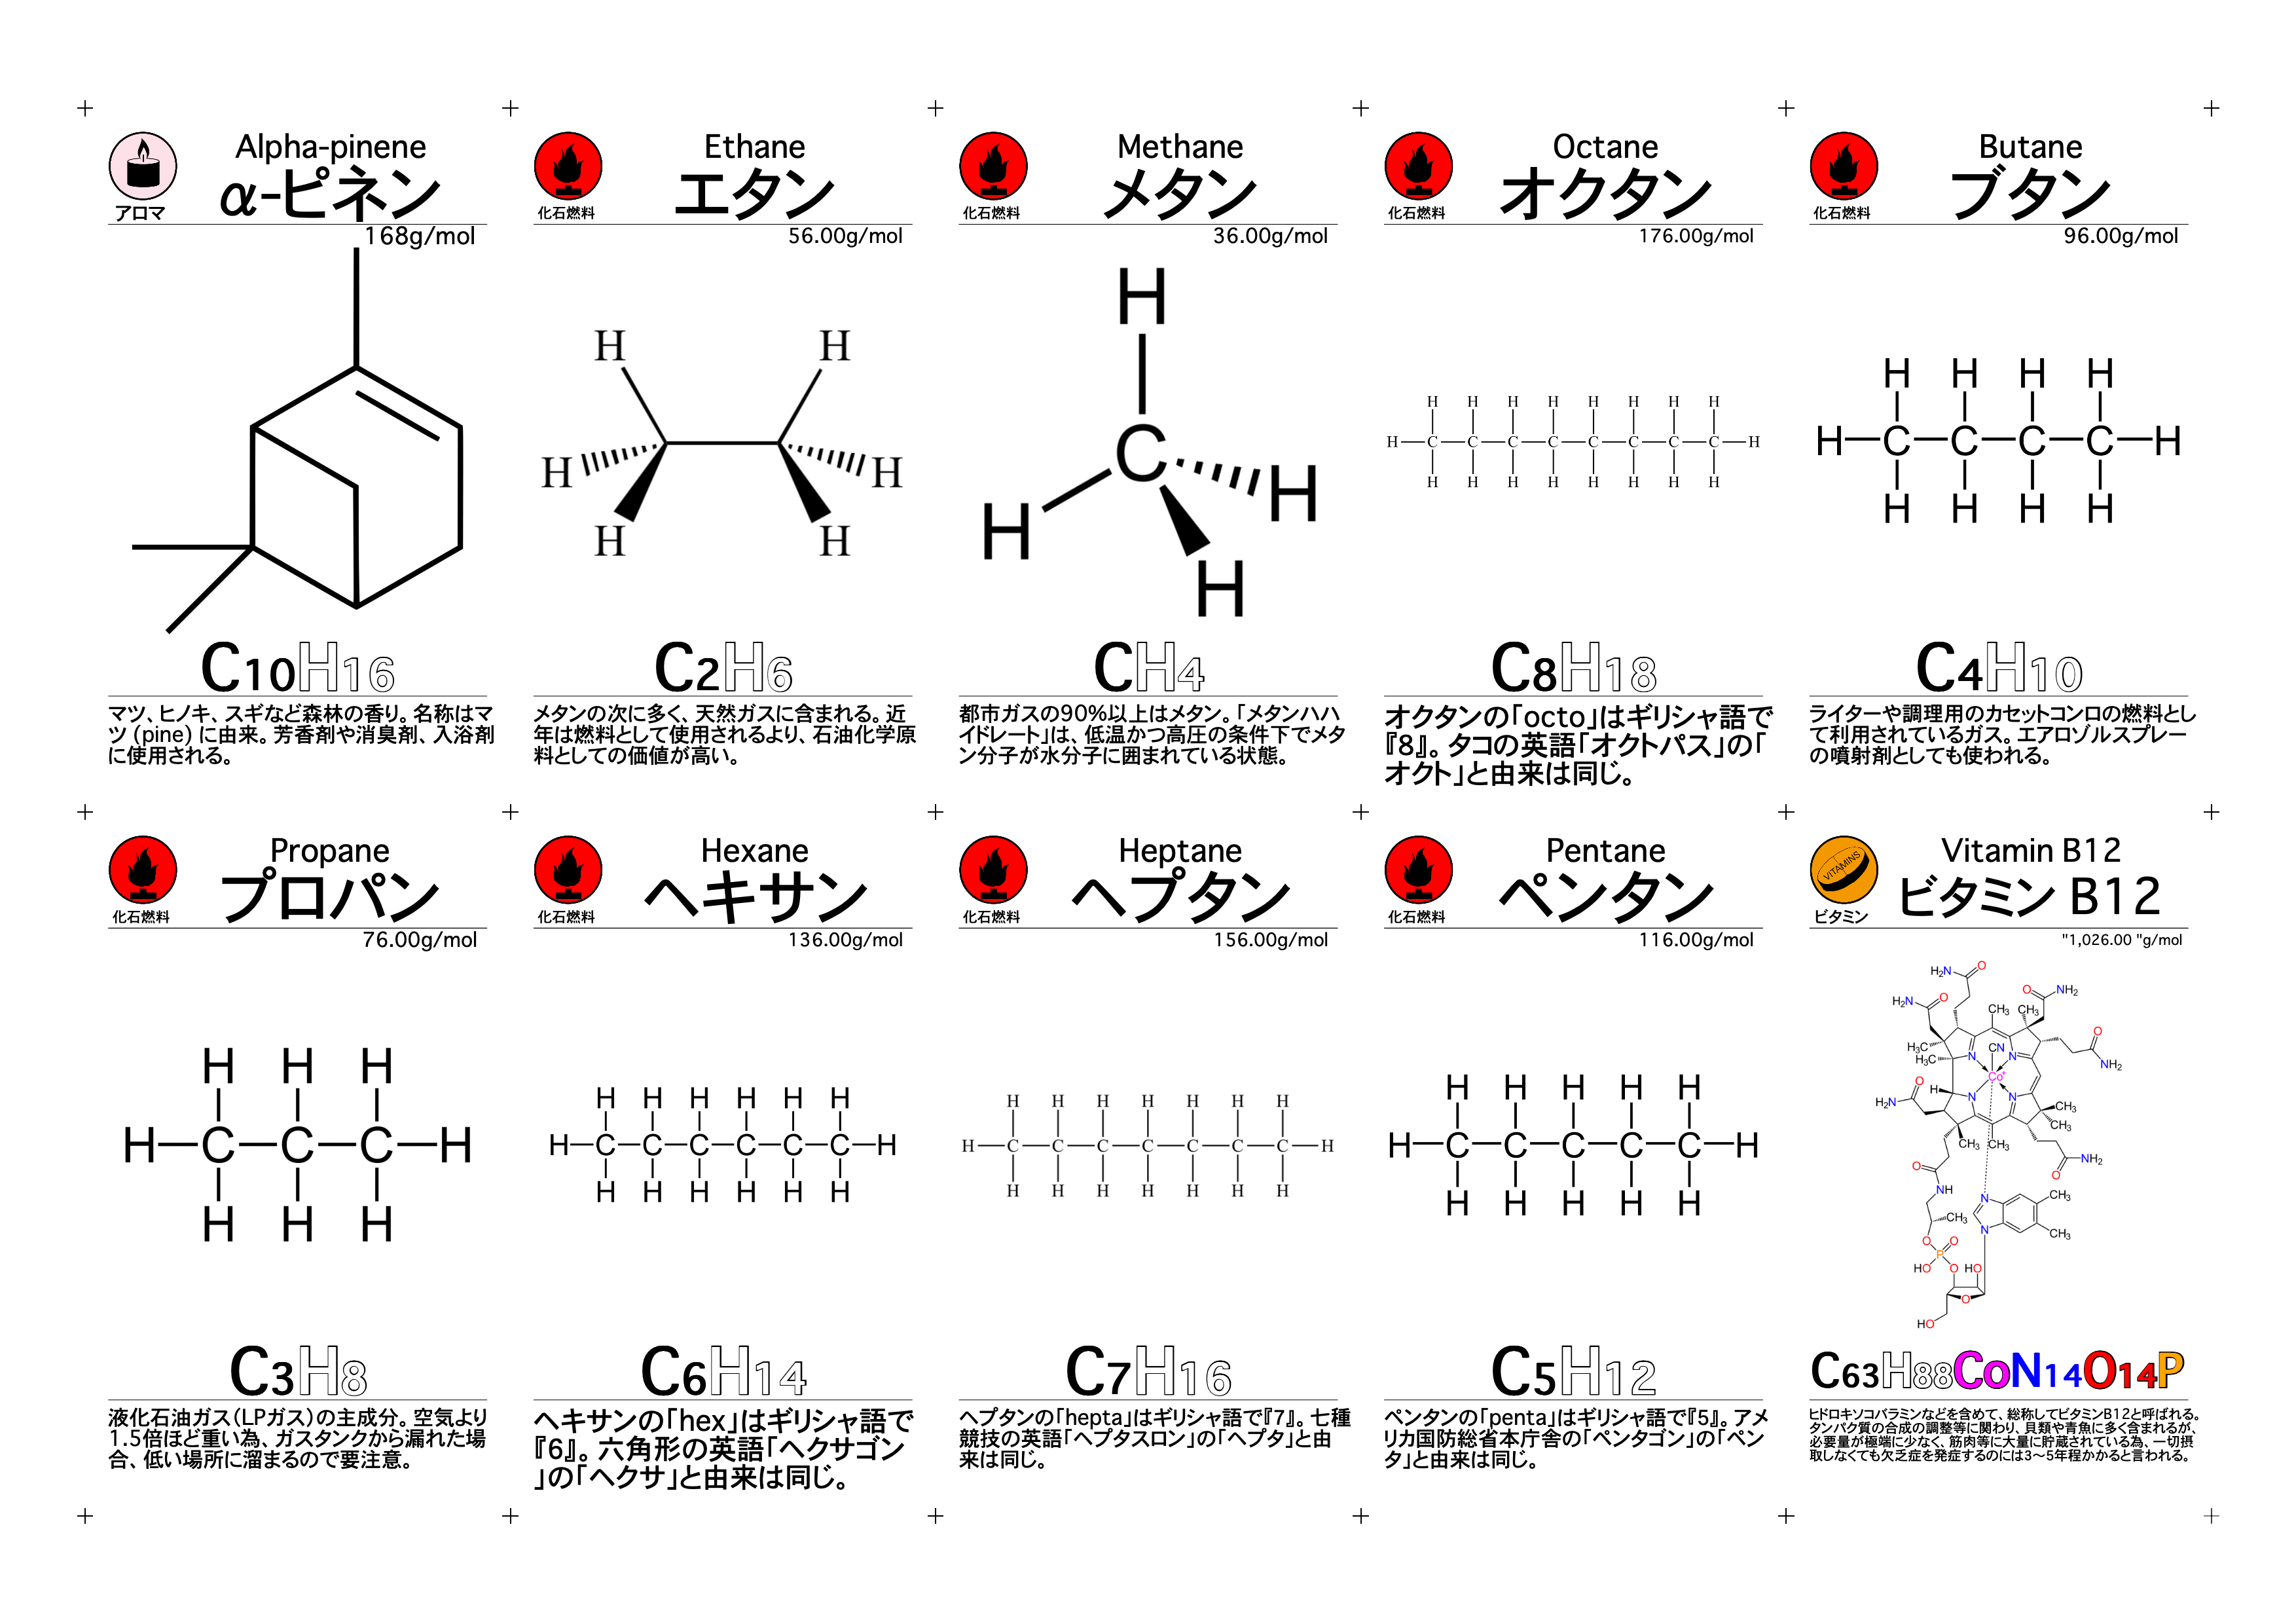 Alpha-pinene
α-ピネン
アロマ
168g/mol
C10H16
マツ、ヒノキ、スギなど森林の香り。名称はマ
ツ (pine) に由来。芳香剤や消臭剤、入浴剤
に使用される。
Ethane
エタン
化石燃料
56.00g/mol
H H
H H
H H
C2H6
メタンの次に多く、天然ガスに含まれる。近
年は燃料として使用されるより、石油化学原
料としての価値が高い。
Methane
メタン
化石燃料
36.00g/mol
H
C
H H
H
CH4
都市ガスの90%以上はメタン。「メタンハハ
イドレート」は、低温かつ高圧の条件下でメタ
ン分子が水分子に囲まれている状態。
Octane
オクタン
化石燃料
176.00g/mol
H H H H H H H H
H C C C C C C C C H
H H H H H H H H
C8H18
オクタンの「octo」はギリシャ語で
『8』。タコの英語「オクトパス」の「
オクト」と由来は同じ。
Butane
ブタン
化石燃料
96.00g/mol
H H H H
H C C C C H
H H H H
C4H10
ライターや調理用のカセットコンロの燃料とし
て利用されているガス。エアロゾルスプレー
の噴射剤としても使われる。
Propane
プロパン
化石燃料
76.00g/mol
H H H
H C C C H
H H H
C3H8
液化石油ガス(LPガス)の主成分。空気より
1.5倍ほど重い為、ガスタンクから漏れた場
合、低い場所に溜まるので要注意。
Hexane
ヘキサン
化石燃料
136.00g/mol
H H H H H H
H C C C C C C H
H H H H H H
C6H14
ヘキサンの「hex」はギリシャ語で
『6』。六角形の英語「ヘクサゴン
」の「ヘクサ」と由来は同じ。
Heptane
ヘプタン
化石燃料
156.00g/mol
H H H H H H H
H C C C C C C C H
H H H H H H H
C7H16
ヘプタンの「hepta」はギリシャ語で『7』。七種
競技の英語「ヘプタスロン」の「ヘプタ」と由
来は同じ。
Pentane
ペンタン
化石燃料
116.00g/mol
H H H H H
H C C C C C H
H H H H H
C5H12
ペンタンの「penta」はギリシャ語で『5』。アメ
リカ国防総省本庁舎の「ペンタゴン」の「ペン
タ」と由来は同じ。
Vitamin B12
ビタミン B12
VITAMINS
ビタミン
"1,026.00 "g/mol
H2N O
H2N O O NH2
CH3 CH3
O
H3C N CN N
H3C NH2
Co+
O H N N
H2N CH3
CH3
CH3 CH3
O NH2
O
NH N CH3
CH3
N CH3
O O
P
HO O HO
O
HO
C63H88CoN14O14P
ヒドロキソコバラミンなどを含めて、総称してビタミンB12と呼ばれる。
タンパク質の合成の調整等に関わり、貝類や青魚に多く含まれるが、
必要量が極端に少なく、筋肉等に大量に貯蔵されている為、一切摂
取しなくても欠乏症を発症するのには3〜5年程かかると言われる。